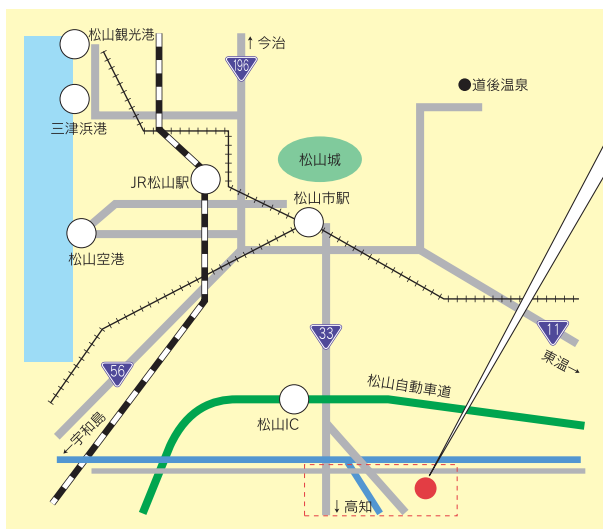 松山観光港
↑今治
196
道後温泉
三津浜港
松山城
JR松山駅
松山市駅
松山空港
33
11
東温→
56
松山自動車道
松山IC
←宇和島
↓高知